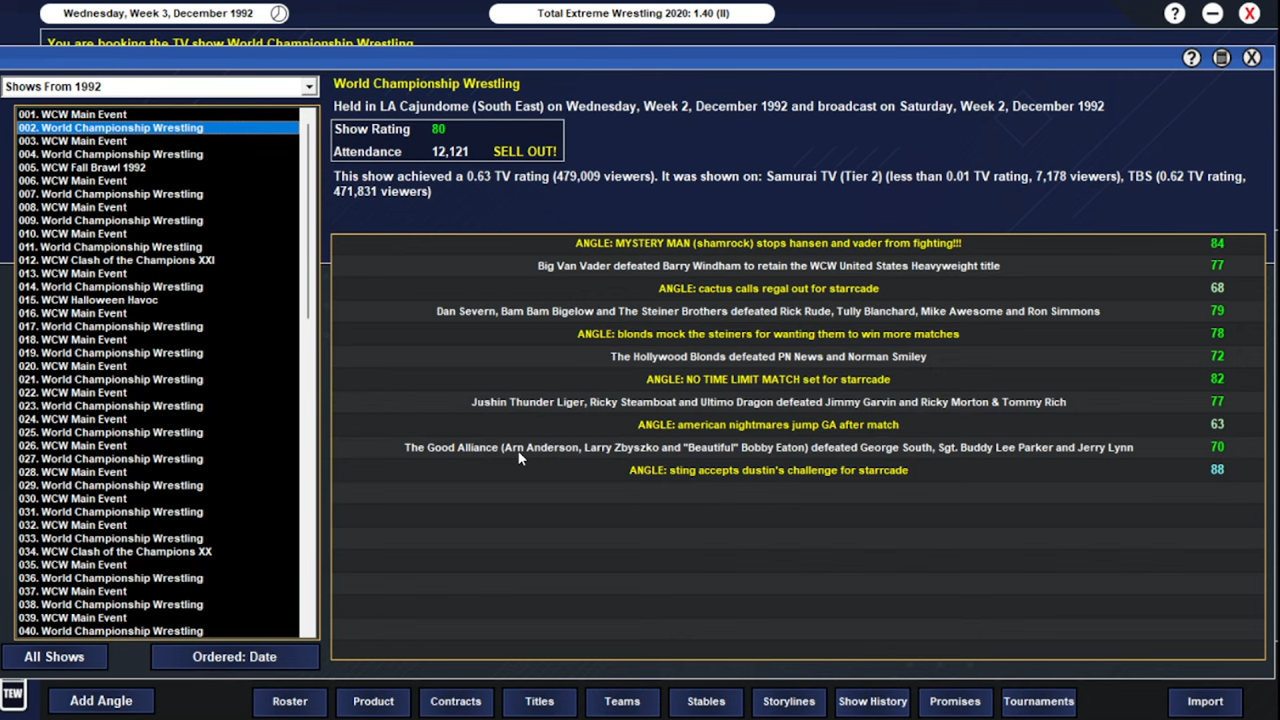 Wednesday, Week 3, December 1992
Total Extreme Wrestling 2020: 1.40 (II)
? X
You are booking the TV show World Championship Wrestling
? X
Shows From 1992
001. WCW Main Event
002. World Championship Wrestling
003. WCW Main Event
004. World Championship Wrestling
005. WCW Fall Brawl 1992
006. WCW Main Event
007. World Championship Wrestling
008. WCW Main Event
009. World Championship Wrestling
010. WCW Main Event
011. World Championship Wrestling
012. WCW Clash of the Champions XXI
013. WCW Main Event
014. World Championship Wrestling
015. WCW Halloween Havoc
016. WCW Main Event
017. World Championship Wrestling
018. WCW Main Event
019. World Championship Wrestling
020. WCW Main Event
021. World Championship Wrestling
022. WCW Main Event
023. World Championship Wrestling
024. WCW Main Event
025. World Championship Wrestling
026. WCW Main Event
027. World Championship Wrestling
028. WCW Main Event
029. World Championship Wrestling
030. WCW Main Event
031. World Championship Wrestling
032. WCW Main Event
033. World Championship Wrestling
034. WCW Clash of the Champions XX
035. WCW Main Event
036. World Championship Wrestling
037. WCW Main Event
038. World Championship Wrestling
039. WCW Main Event
040. World Championship Wrestling
All Shows
Ordered: Date
World Championship Wrestling
Held in LA Cajundome (South East) on Wednesday, Week 2, December 1992 and broadcast on Saturday, Week 2, December 1992
Show Rating 80
Attendance 12,121 SELL OUT!
This show achieved a 0.63 TV rating (479,009 viewers). It was shown on: Samurai TV (Tier 2) (less than 0.01 TV rating, 7,178 viewers), TBS (0.62 TV rating,
471,831 viewers)
ANGLE: MYSTERY MAN (shamrock) stops hansen and vader from fighting!!! 84
Big Van Vader defeated Barry Windham to retain the WCW United States Heavyweight title 77
ANGLE: cactus calls regal out for starrcade 68
Dan Severn, Bam Bam Bigelow and The Steiner Brothers defeated Rick Rude, Tully Blanchard, Mike Awesome and Ron Simmons 79
ANGLE: blonds mock the steiners for wanting them to win more matches 78
The Hollywood Blonds defeated PN News and Norman Smiley 72
ANGLE: NO TIME LIMIT MATCH set for starrcade 82
Jushin Thunder Liger, Ricky Steamboat and Ultimo Dragon defeated Jimmy Garvin and Ricky Morton & Tommy Rich 77
ANGLE: american nightmares jump GA after match 63
The Good Alliance (Arn Anderson, Larry Zbyszko and "Beautiful" Bobby Eaton) defeated George South, Sgt. Buddy Lee Parker and Jerry Lynn 70
ANGLE: sting accepts dustin's challenge for starrcade 88
TEW
Add Angle
Roster
Product
Contracts
Titles
Teams
Stables
Storylines
Show History
Promises
Tournaments
Import